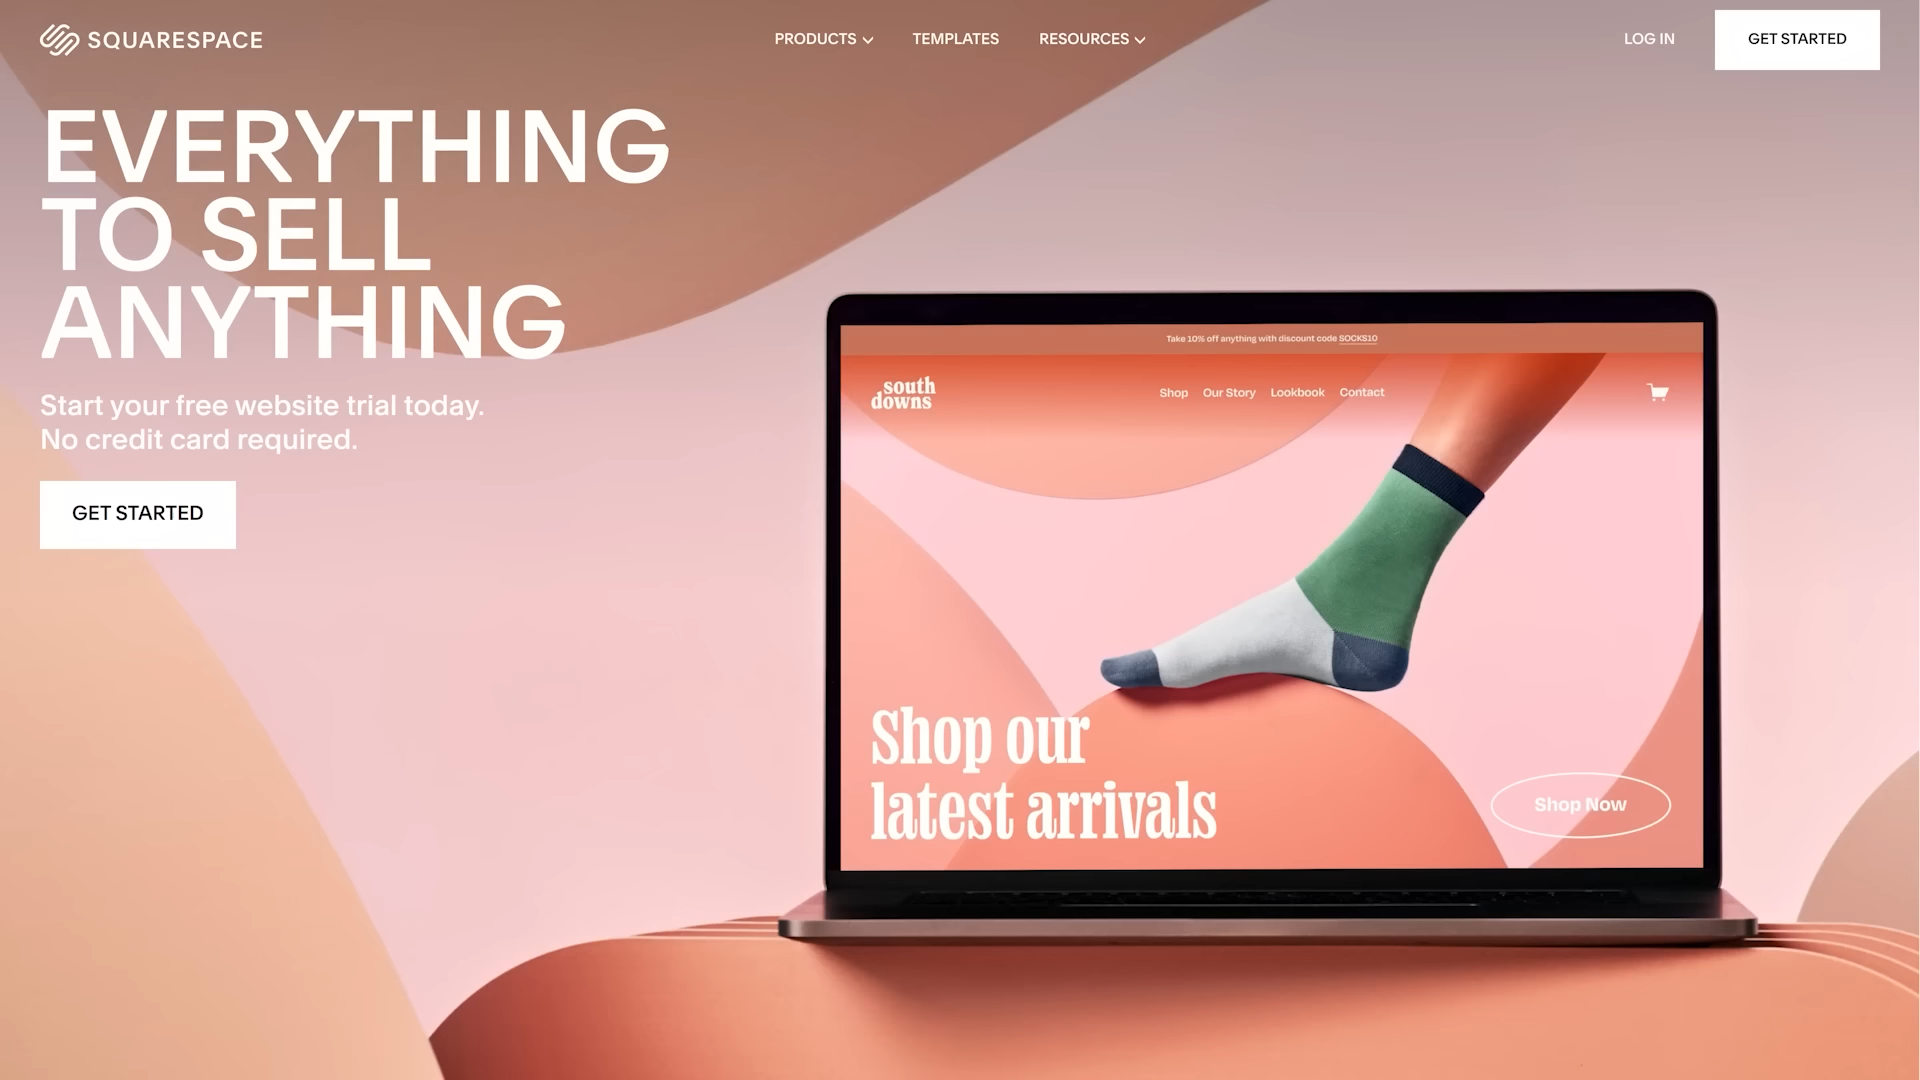 SQUARESPACE
PRODUCTS
TEMPLATES
RESOURCES
LOG IN
GET STARTED
EVERYTHING
TO SELL
ANYTHING
Start your free website trial today.
No credit card required.
GET STARTED
Take 10% off anything with discount code SOCKS10
south
downs
Shop
Our Story
Lookbook
Contact
Shop our
latest arrivals
Shop Now